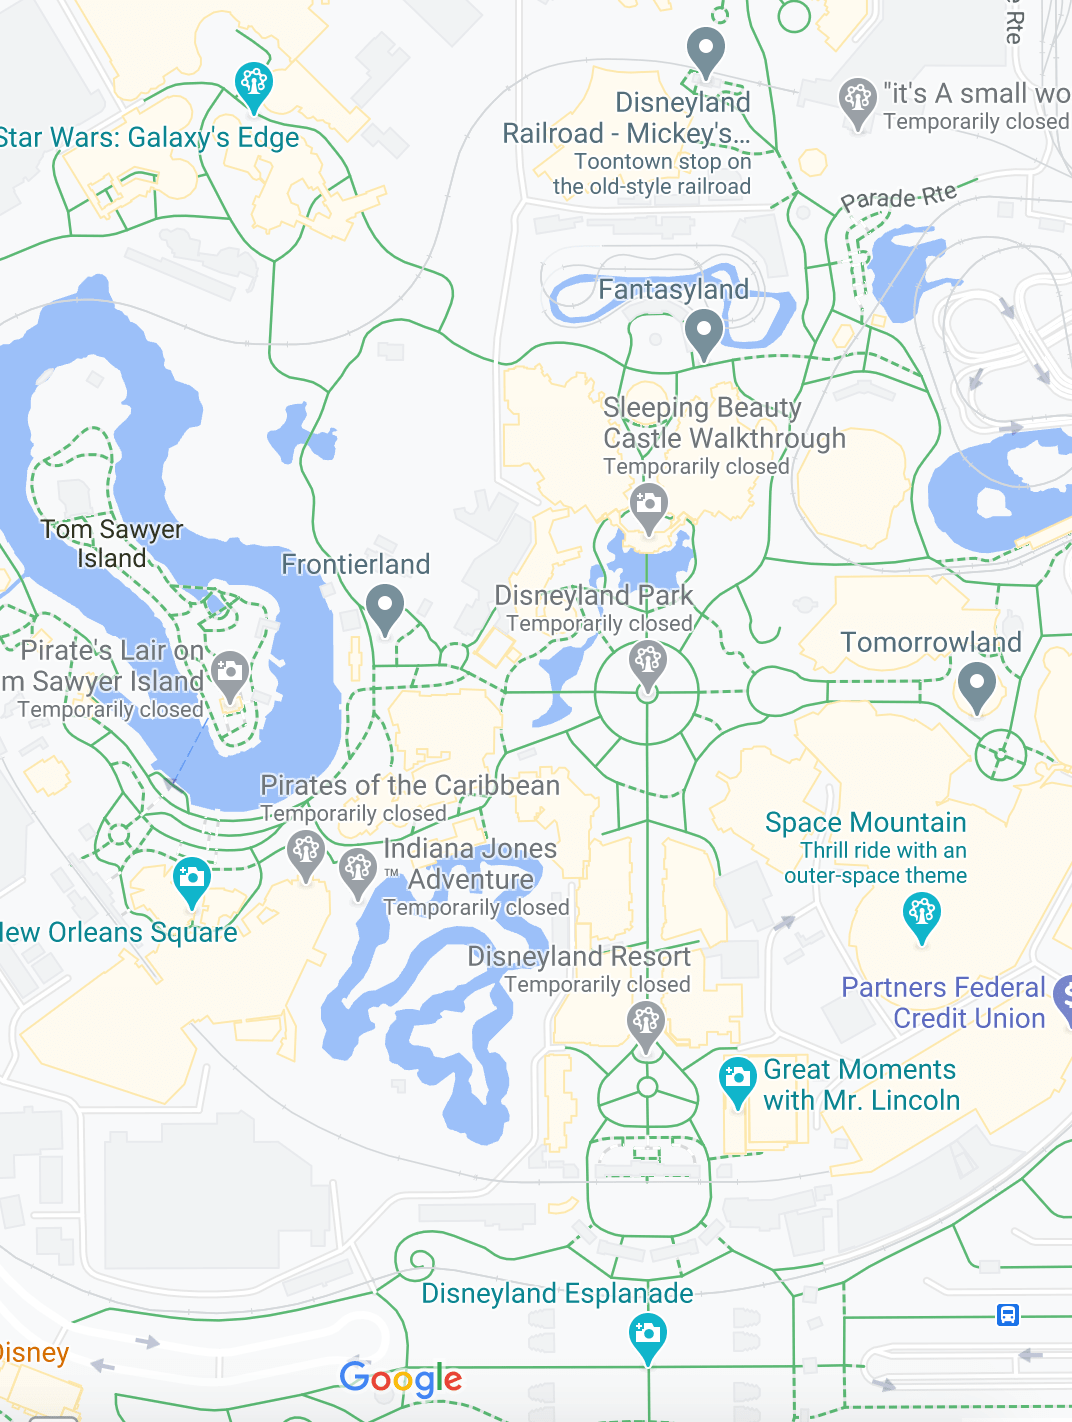 e Rte
Disneyland
Railroad - Mickey's...
Toontown stop on
the old-style railroad
"it's A small wo
Temporarily closed
Star Wars: Galaxy's Edge
Parade Rte
Fantasyland
Sleeping Beauty
Castle Walkthrough
Temporarily closed
Tom Sawyer
Island
Frontierland
Disneyland Park
Temporarily closed
Tomorrowland
Pirate's Lair on
m Sawyer Island
Temporarily closed
Pirates of the Caribbean
Temporarily closed
Indiana Jones
™ Adventure
Temporarily closed
Space Mountain
Thrill ride with an
outer-space theme
New Orleans Square
Disneyland Resort
Temporarily closed
Partners Federal
Credit Union
Great Moments
with Mr. Lincoln
Disneyland Esplanade
Disney
Google